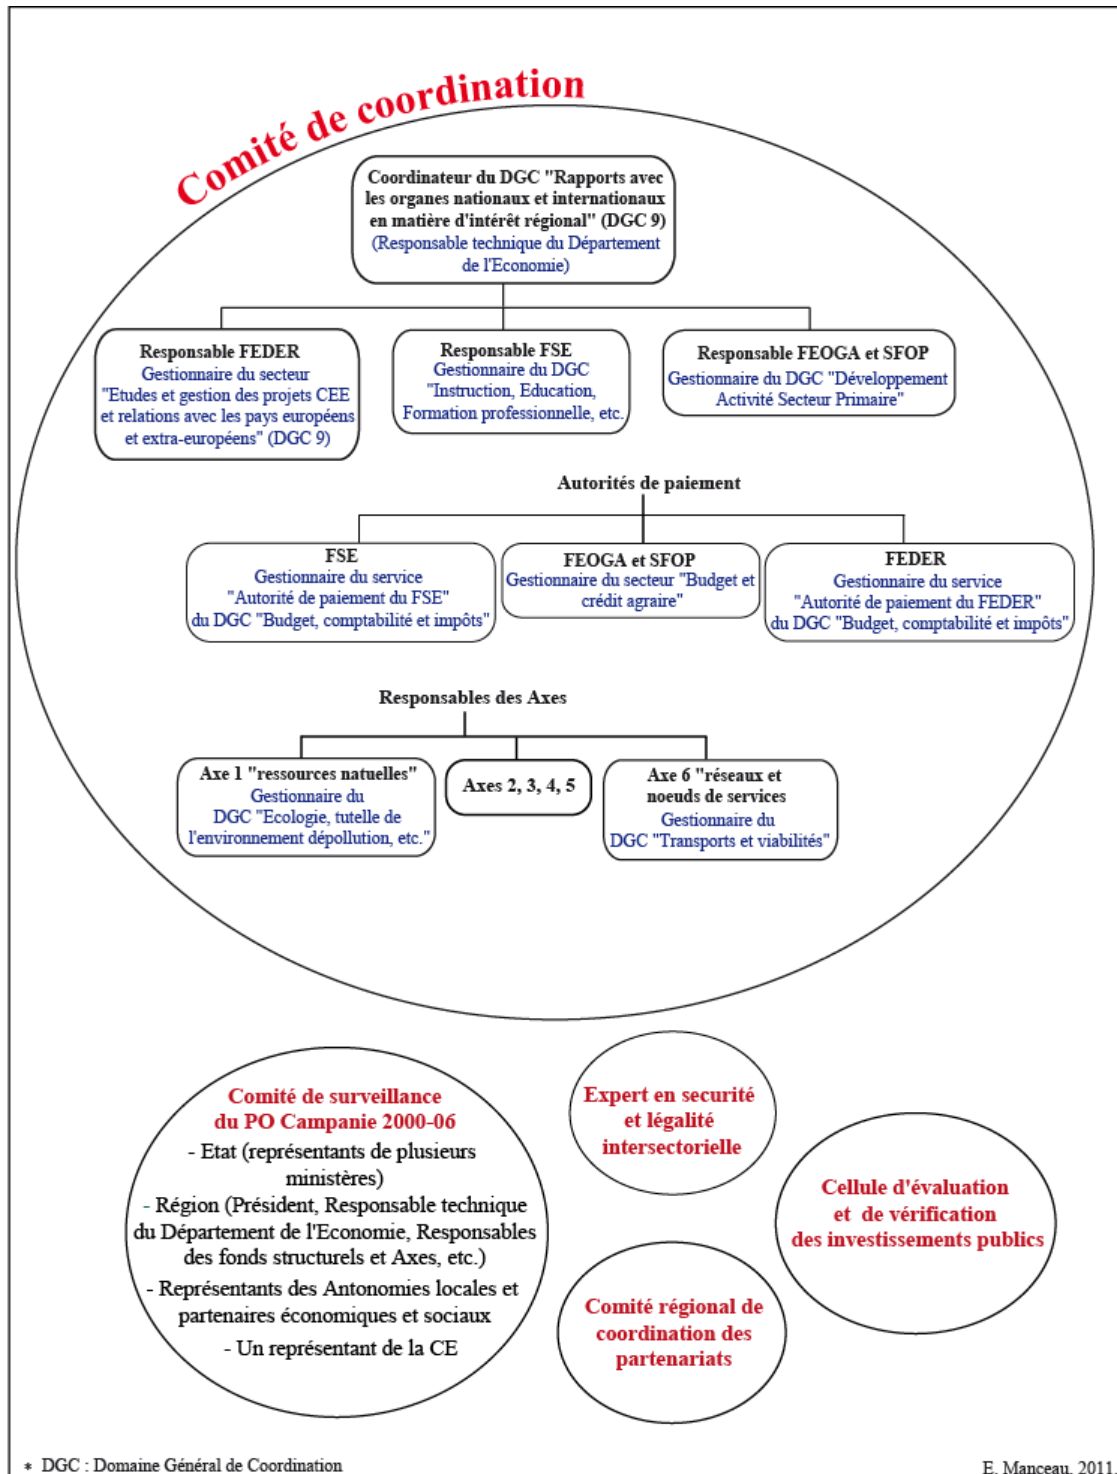 Comité de coordination
Coordinateur du DGC "Rapports avec
les organes nationaux et internationaux
en matière d'intérêt régional" (DGC 9)
(Responsable technique du Département
de l'Economie)
Responsable FEDER
Gestionnaire du secteur
"Etudes et gestion des projets CEE
et relations avec les pays européens
et extra-européens" (DGC 9)
Responsable FSE
Gestionnaire du DGC
"Instruction, Education,
Formation professionnelle, etc.
Responsable FEOGA et SFOP
Gestionnaire du DGC "Développement
Activité Secteur Primaire"
Autorités de paiement
FSE
Gestionnaire du service
"Autorité de paiement du FSE"
du DGC "Budget, comptabilité et impôts"
FEOGA et SFOP
Gestionnaire du secteur "Budget et
crédit agraire"
FEDER
Gestionnaire du service
"Autorité de paiement du FEDER"
du DGC "Budget, comptabilité et impôts"
Responsables des Axes
Axe 1 "ressources natuelles"
Gestionnaire du
DGC "Ecologie, tutelle de
l'environnement dépollution, etc."
Axes 2, 3, 4, 5
Axe 6 "réseaux et
noeuds de services
Gestionnaire du
DGC "Transports et viabilités"
Comité de surveillance
du PO Campanie 2000-06
- Etat (représentants de plusieurs
ministères)
- Région (Président, Responsable technique
du Département de l'Economie, Responsables
des fonds structurels et Axes, etc.)
- Représentants des Antonomies locales et
partenaires économiques et sociaux
- Un représentant de la CE
Expert en securité
et légalité
intersectorielle
Cellule d'évaluation
et de vérification
des investissements publics
Comité régional de
coordination des
partenariats
* DGC : Domaine Général de Coordination
E. Manceau, 2011.